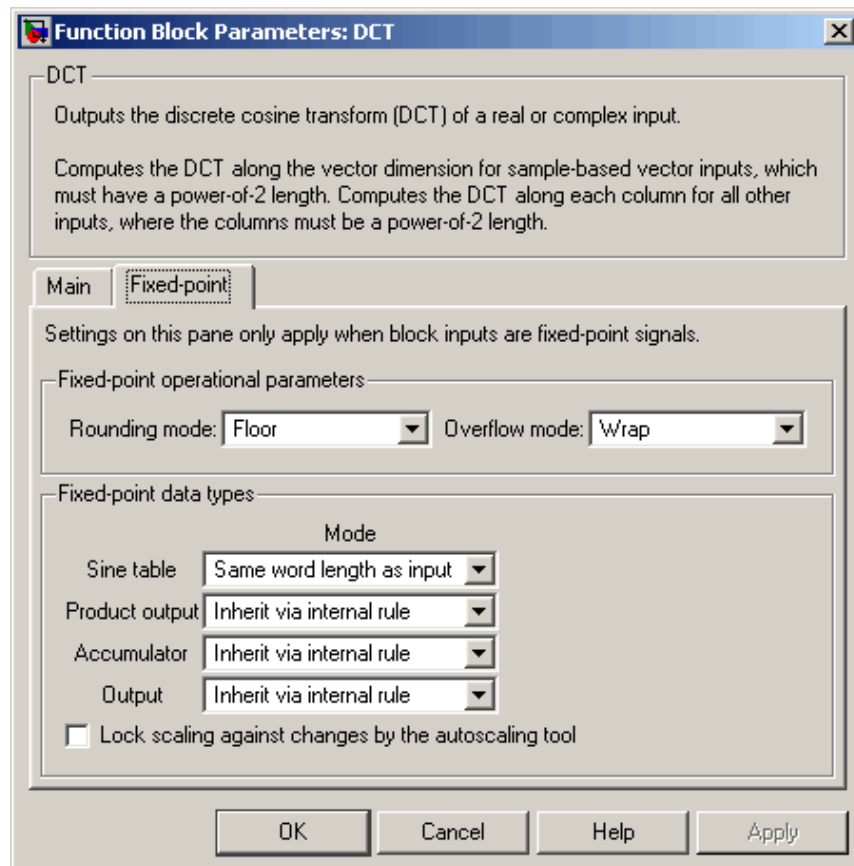 Function Block Parameters: DCT
DCT
Outputs the discrete cosine transform (DCT) of a real or complex input.
Computes the DCT along the vector dimension for sample-based vector inputs, which
must have a power-of-2 length. Computes the DCT along each column for all other
inputs, where the columns must be a power-of-2 length.
Main Fixed-point
Settings on this pane only apply when block inputs are fixed-point signals.
Fixed-point operational parameters
Rounding mode: Floor Overflow mode: Wrap
Fixed-point data types
Mode
Sine table Same word length as input
Product output Inherit via internal rule
Accumulator Inherit via internal rule
Output Inherit via internal rule
Lock scaling against changes by the autoscaling tool
OK Cancel Help Apply